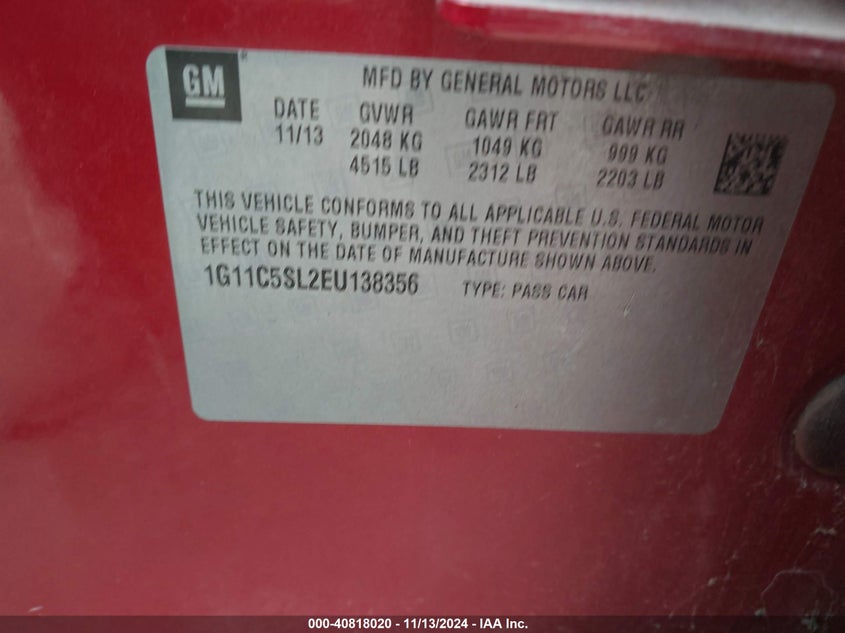 GM®
MFD BY GENERAL MOTORS LLC
DATE GVWR GAWR FRT GAWR RR
11/13 2048 KG 1049 KG 999 KG
4515 LB 2312 LB 2203 LB
THIS VEHICLE CONFORMS TO ALL APPLICABLE U.S. FEDERAL MOTOR
VEHICLE SAFETY, BUMPER, AND THEFT PREVENTION STANDARDS IN
EFFECT ON THE DATE OF MANUFACTURE SHOWN ABOVE.
1G11C5SL2EU138356 TYPE: PASS CAR
000-40818020 - 11/13/2024 - IAA Inc.